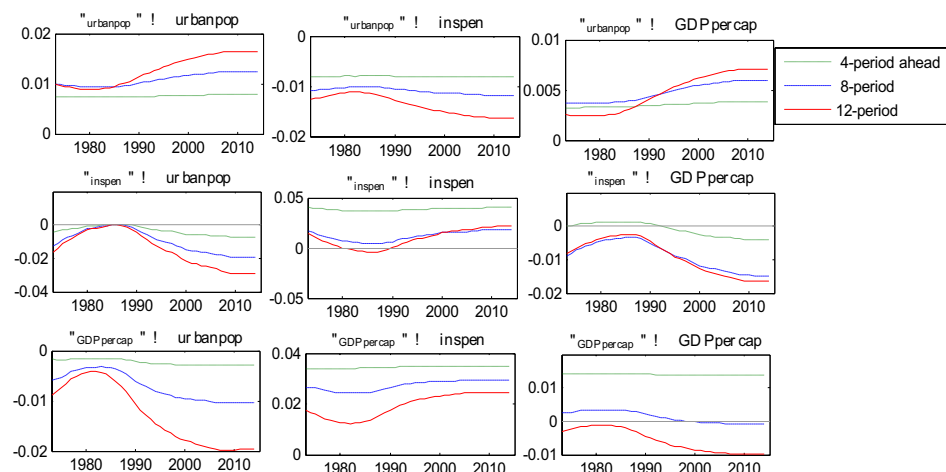 "urbanpop " ! urbanpop
0.02
0.01
0
1980 1990 2000 2010
"urbanpop " ! inspen
0
-0.01
-0.02
1980 1990 2000 2010
"urbanpop " ! GDPpercap
0.01
0.005
0
1980 1990 2000 2010
4-period ahead
8-period
12-period
"inspen " ! urbanpop
0
-0.02
-0.04
1980 1990 2000 2010
"inspen " ! inspen
0.05
0
-0.05
1980 1990 2000 2010
"inspen " ! GDPpercap
0
-0.01
-0.02
1980 1990 2000 2010
"GDPpercap " ! urbanpop
0
-0.01
-0.02
1980 1990 2000 2010
"GDPpercap " ! inspen
0.04
0.02
0
1980 1990 2000 2010
"GDPpercap " ! GDPpercap
0.01
0
-0.01
1980 1990 2000 2010